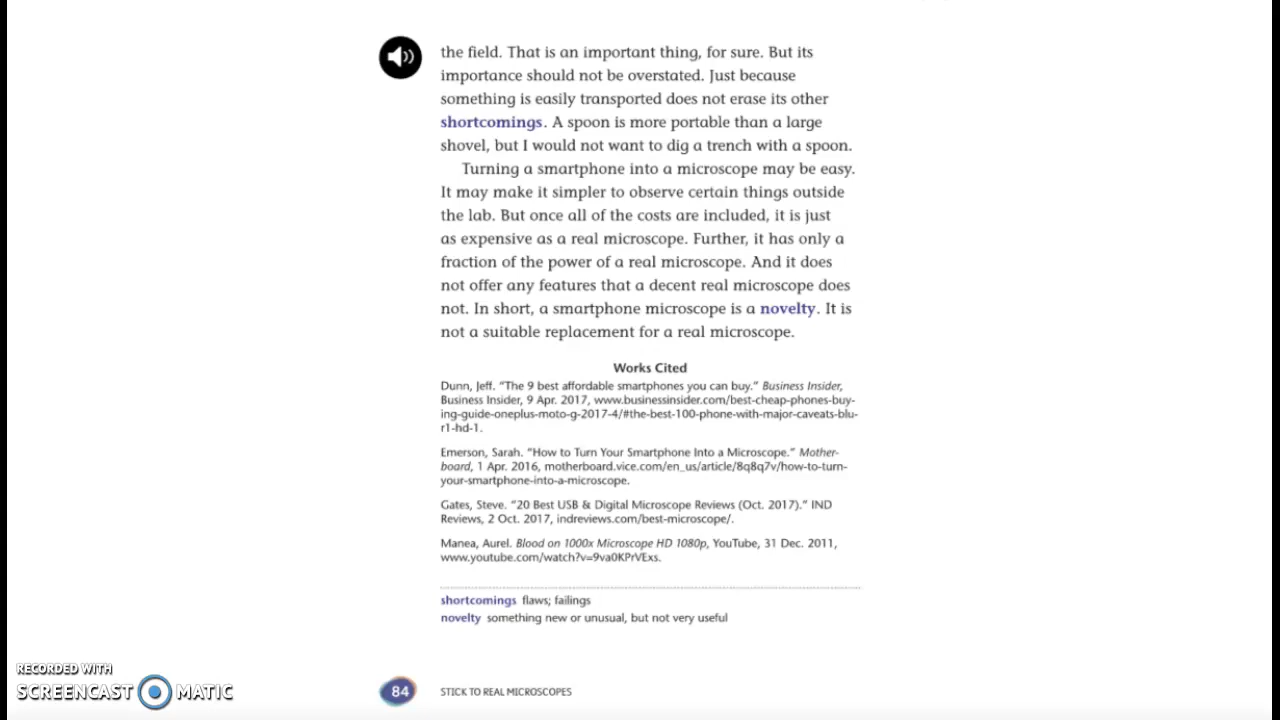 the field. That is an important thing, for sure. But its
importance should not be overstated. Just because
something is easily transported does not erase its other
shortcomings. A spoon is more portable than a large
shovel, but I would not want to dig a trench with a spoon.
Turning a smartphone into a microscope may be easy.
It may make it simpler to observe certain things outside
the lab. But once all of the costs are included, it is just
as expensive as a real microscope. Further, it has only a
fraction of the power of a real microscope. And it does
not offer any features that a decent real microscope does
not. In short, a smartphone microscope is a novelty. It is
not a suitable replacement for a real microscope.
Works Cited
Dunn, Jeff. "The 9 best affordable smartphones you can buy." Business Insider,
Business Insider, 9 Apr. 2017, www.businessinsider.com/best-cheap-phones-buy-
ing-guide-oneplus-moto-g-2017-4/#the-best-100-phone-with-major-caveats-blu-
r1-hd-1.
Emerson, Sarah. "How to Turn Your Smartphone Into a Microscope." Mother-
board, 1 Apr. 2016, motherboard.vice.com/en_us/article/8q8q7v/how-to-turn-
your-smartphone-into-a-microscope.
Gates, Steve. "20 Best USB & Digital Microscope Reviews (Oct. 2017)." IND
Reviews, 2 Oct. 2017, indreviews.com/best-microscope/.
Manea, Aurel. Blood on 1000x Microscope HD 1080p, YouTube, 31 Dec. 2011,
www.youtube.com/watch?v=9va0KPrVExs.
shortcomings flaws; failings
novelty something new or unusual, but not very useful
84 STICK TO REAL MICROSCOPES
RECORDED WITH
SCREENCAST MATIC